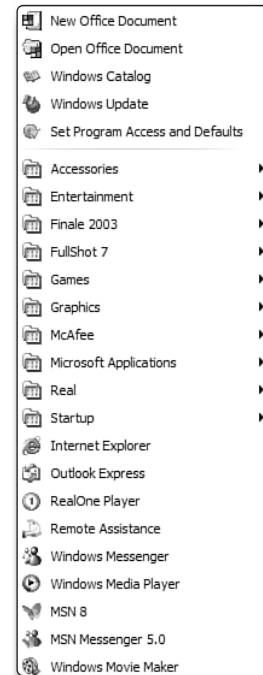 New Office Document
Open Office Document
Windows Catalog
Windows Update
Set Program Access and Defaults
Accessories
Entertainment
Finale 2003
FullShot 7
Games
Graphics
McAfee
Microsoft Applications
Real
Startup
Internet Explorer
Outlook Express
RealOne Player
Remote Assistance
Windows Messenger
Windows Media Player
MSN 8
MSN Messenger 5.0
Windows Movie Maker